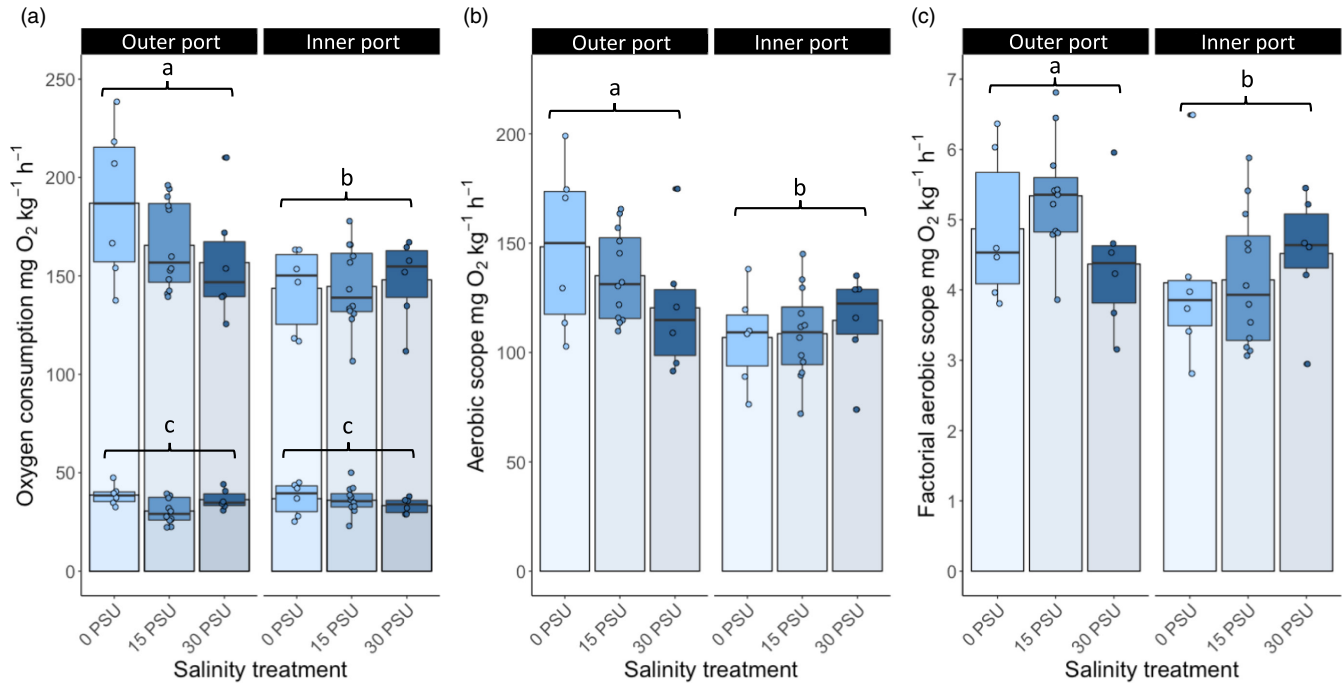 (a)
Outer port
Inner port
Oxygen consumption mg O₂ kg⁻¹ h⁻¹
250
200
150
100
50
0
a
b
c
c
0 PSU
15 PSU
30 PSU
0 PSU
15 PSU
30 PSU
Salinity treatment
(b)
Outer port
Inner port
Aerobic scope mg O₂ kg⁻¹ h⁻¹
200
150
100
50
0
a
b
0 PSU
15 PSU
30 PSU
0 PSU
15 PSU
30 PSU
Salinity treatment
(c)
Outer port
Inner port
Factorial aerobic scope mg O₂ kg⁻¹ h⁻¹
7
6
5
4
3
2
1
0
a
b
0 PSU
15 PSU
30 PSU
0 PSU
15 PSU
30 PSU
Salinity treatment